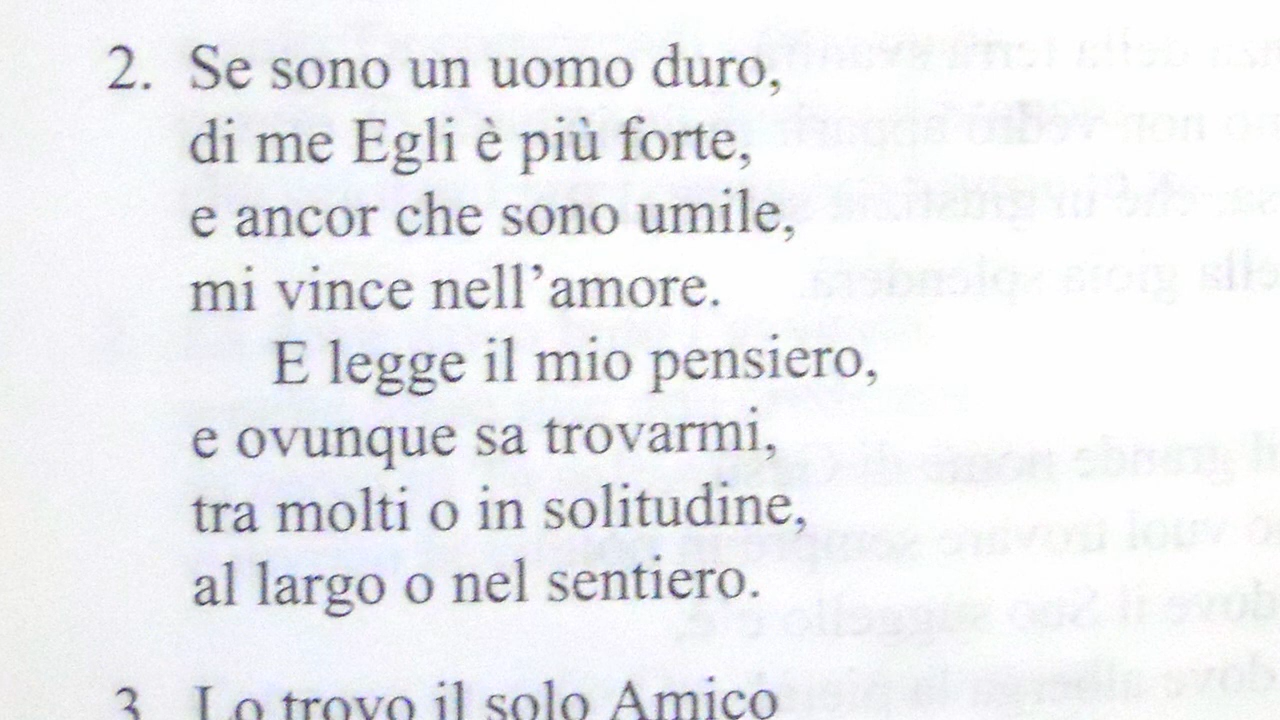 2. Se sono un uomo duro,
di me Egli è più forte,
e ancor che sono umile,
mi vince nell’amore.
E legge il mio pensiero,
e ovunque sa trovarmi,
tra molti o in solitudine,
al largo o nel sentiero.
3 Lo trovo il solo Amico